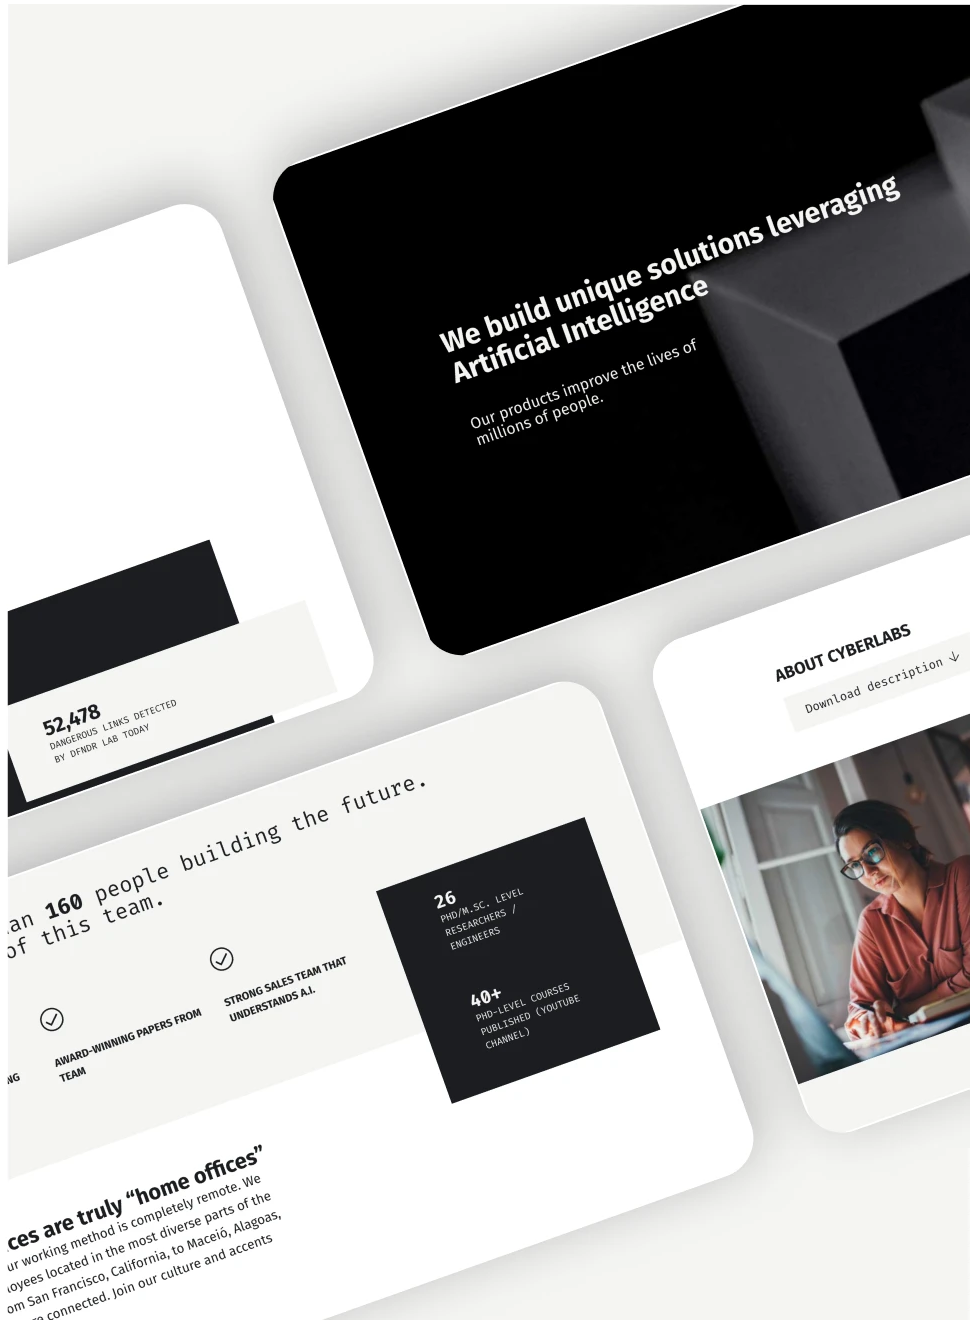 We build unique solutions leveraging
Artificial Intelligence
Our products improve the lives of
millions of people.
52,478
DANGEROUS LINKS DETECTED
BY DFNDR LAB TODAY
ABOUT CYBERLABS
Download description ↓
160 people building the future.
of this team.
26
PHD/M.SC. LEVEL
RESEARCHERS /
ENGINEERS
40+
PHD-LEVEL COURSES
PUBLISHED (YOUTUBE
CHANNEL)
AWARD-WINNING PAPERS FROM
TEAM
STRONG SALES TEAM THAT
UNDERSTANDS A.I.
are truly “home offices”
working method is completely remote. We
located in the most diverse parts of the
San Francisco, California, to Maceió, Alagoas,
connected. Join our culture and accents